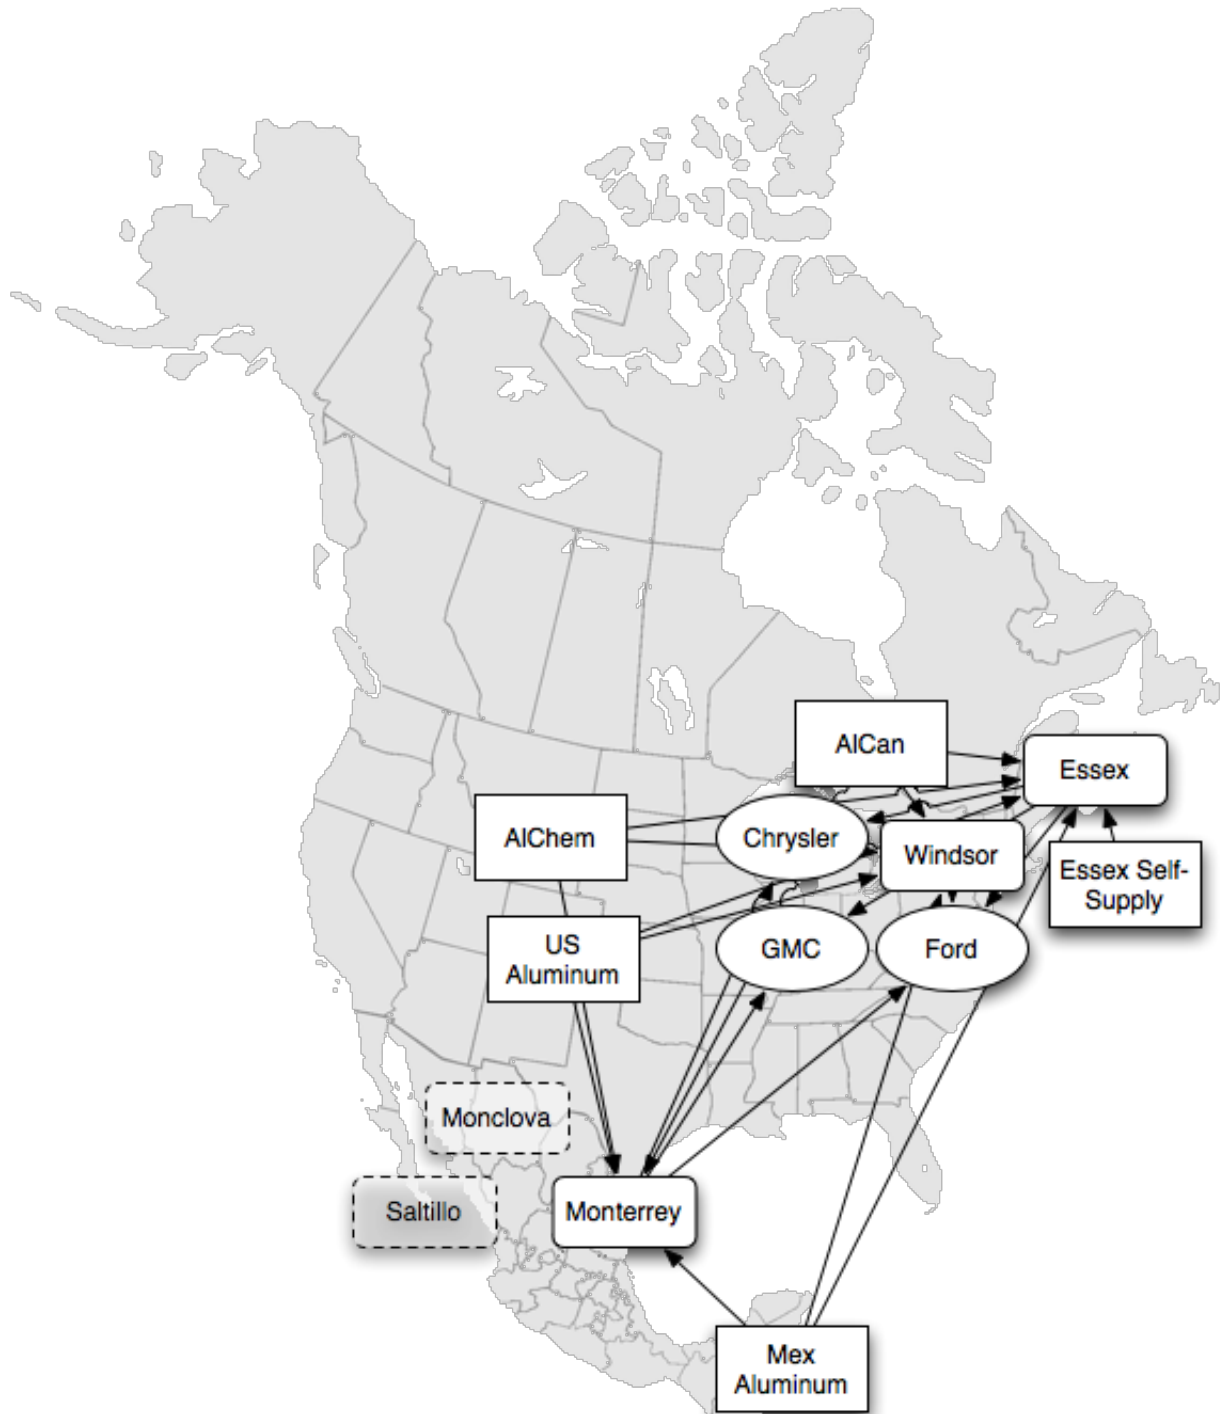 AlCan
Essex
AlChem
Chrysler
Windsor
Essex Self-
Supply
US
Aluminum
GMC
Ford
Monclova
Saltillo
Monterrey
Mex
Aluminum